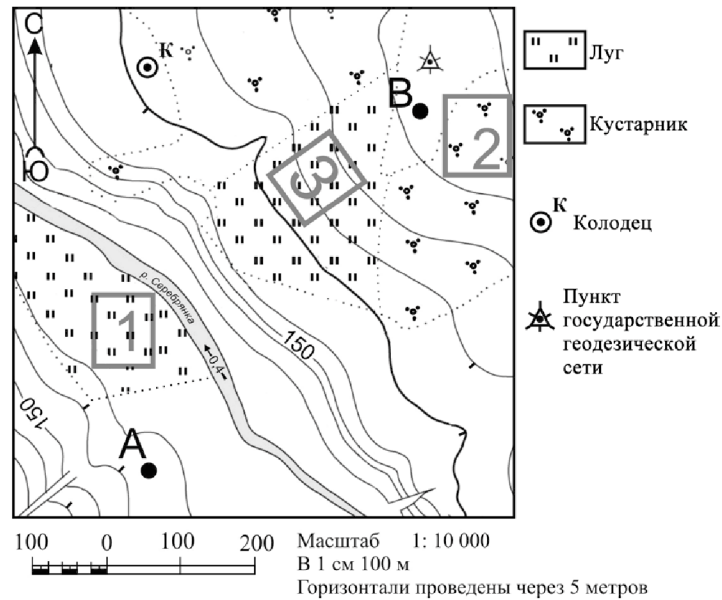 С
Ю
К
В
2
3
р. Серебрянка
0,4
1
150
150
А
100 0 100 200
Масштаб 1: 10 000
В 1 см 100 м
Горизонтали проведены через 5 метров
Луг
Кустарник
К
Колодец
Пункт
государственной
геодезической
сети